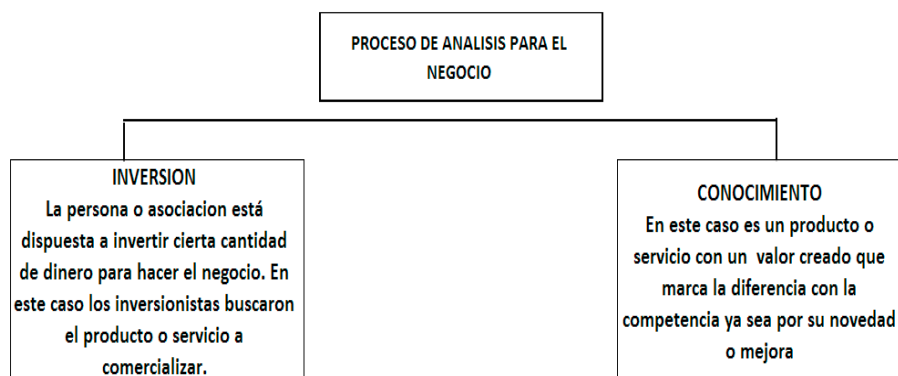 PROCESO DE ANALISIS PARA EL
NEGOCIO
INVERSION
La persona o asociacion está
dispuesta a invertir cierta cantidad
de dinero para hacer el negocio. En
este caso los inversionistas buscaron
el producto o servicio a
comercializar.
CONOCIMIENTO
En este caso es un producto o
servicio con un valor creado que
marca la diferencia con la
competencia ya sea por su novedad
o mejora